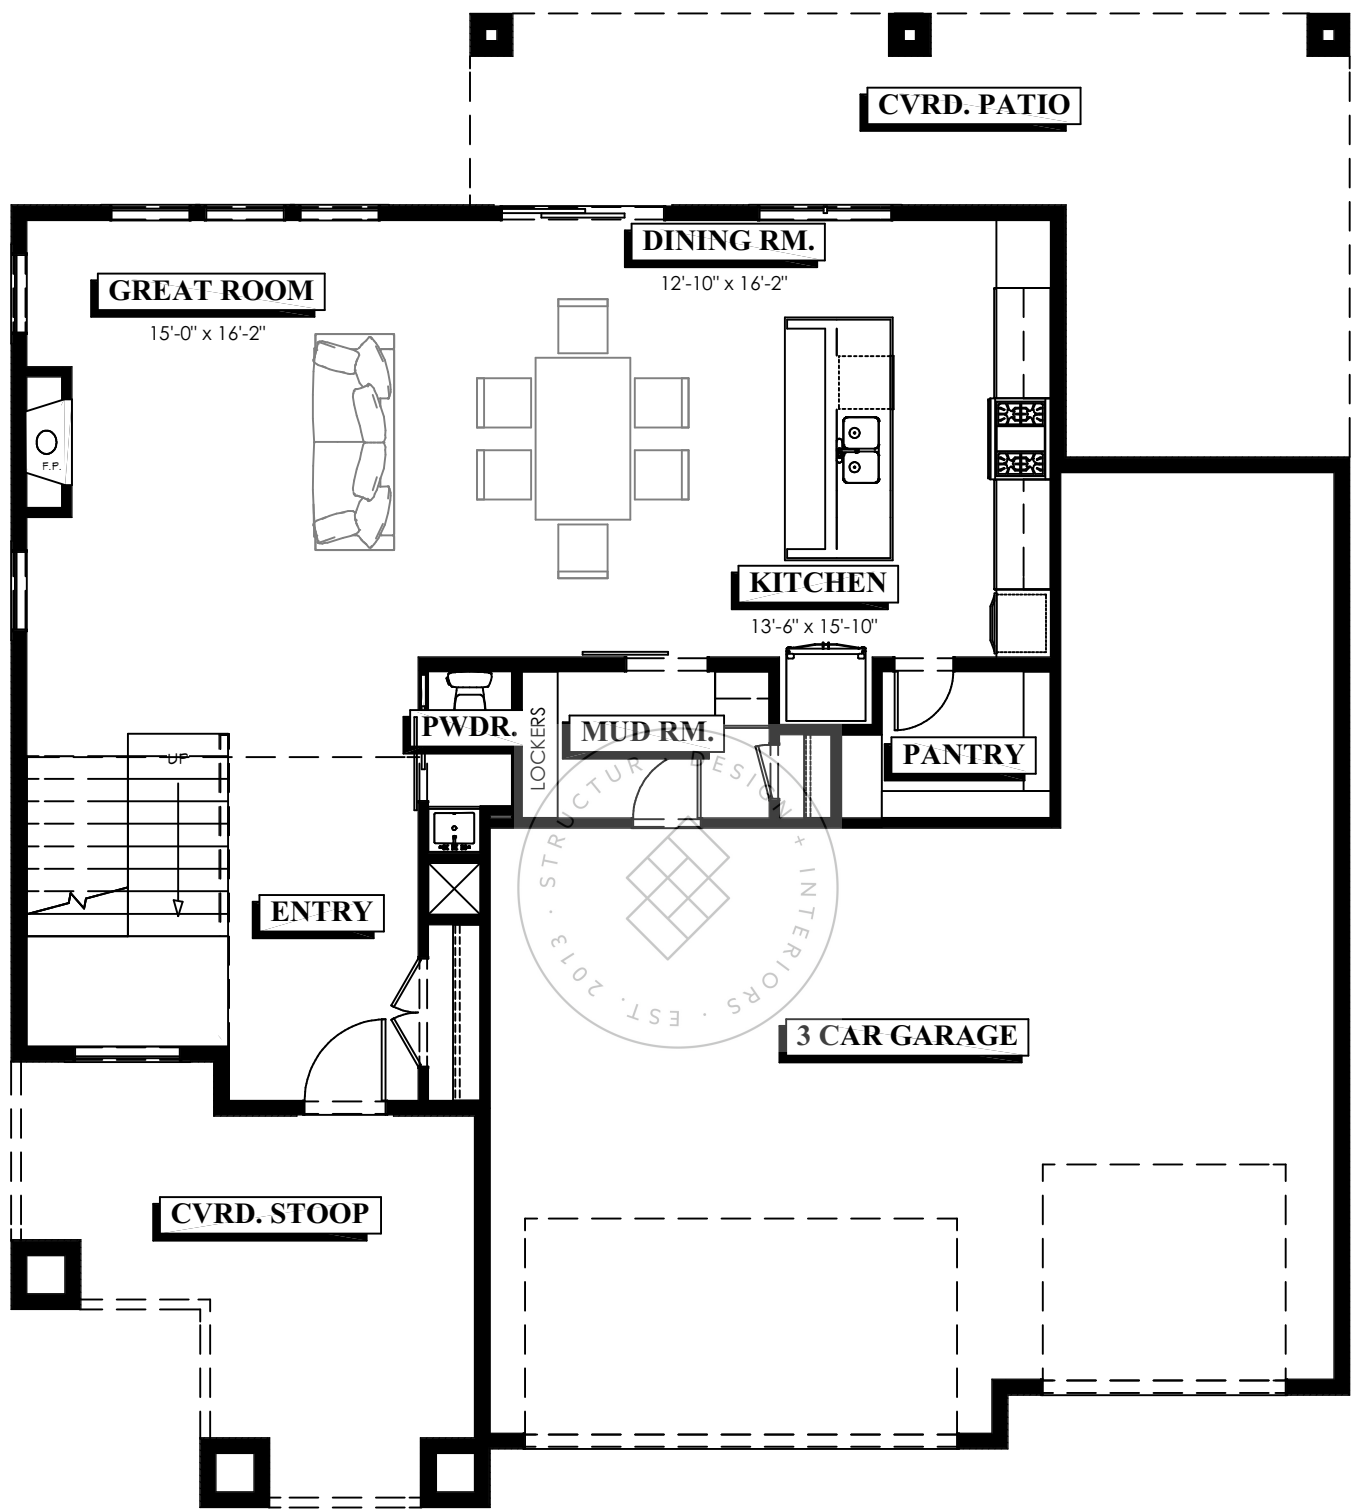 CVRD. PATIO
DINING RM.
12'-10" x 16'-2"
GREAT ROOM
15'-0" x 16'-2"
F.P.
KITCHEN
13'-6" x 15'-10"
PWDR.
LOCKERS
MUD RM.
PANTRY
UP
ENTRY
STRUCTUR · DESIGN + INTERIORS · EST. 2013 ·
3 CAR GARAGE
CVRD. STOOP